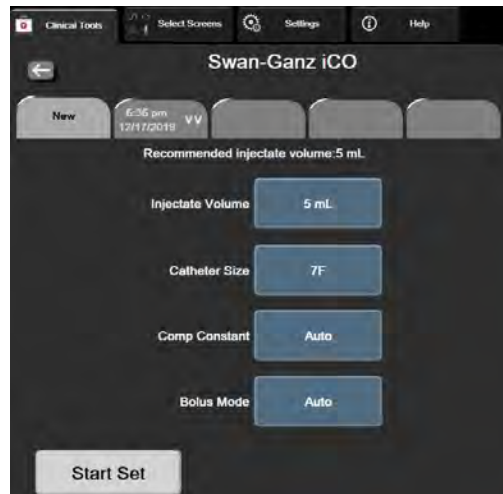 Clinical Tools
Select Screens
Settings
Help
Swan-Ganz iCO
New
6:36 pm
12/17/2019
Recommended injectate volume:5 mL
Injectate Volume
5 mL
Catheter Size
7F
Comp Constant
Auto
Bolus Mode
Auto
Start Set